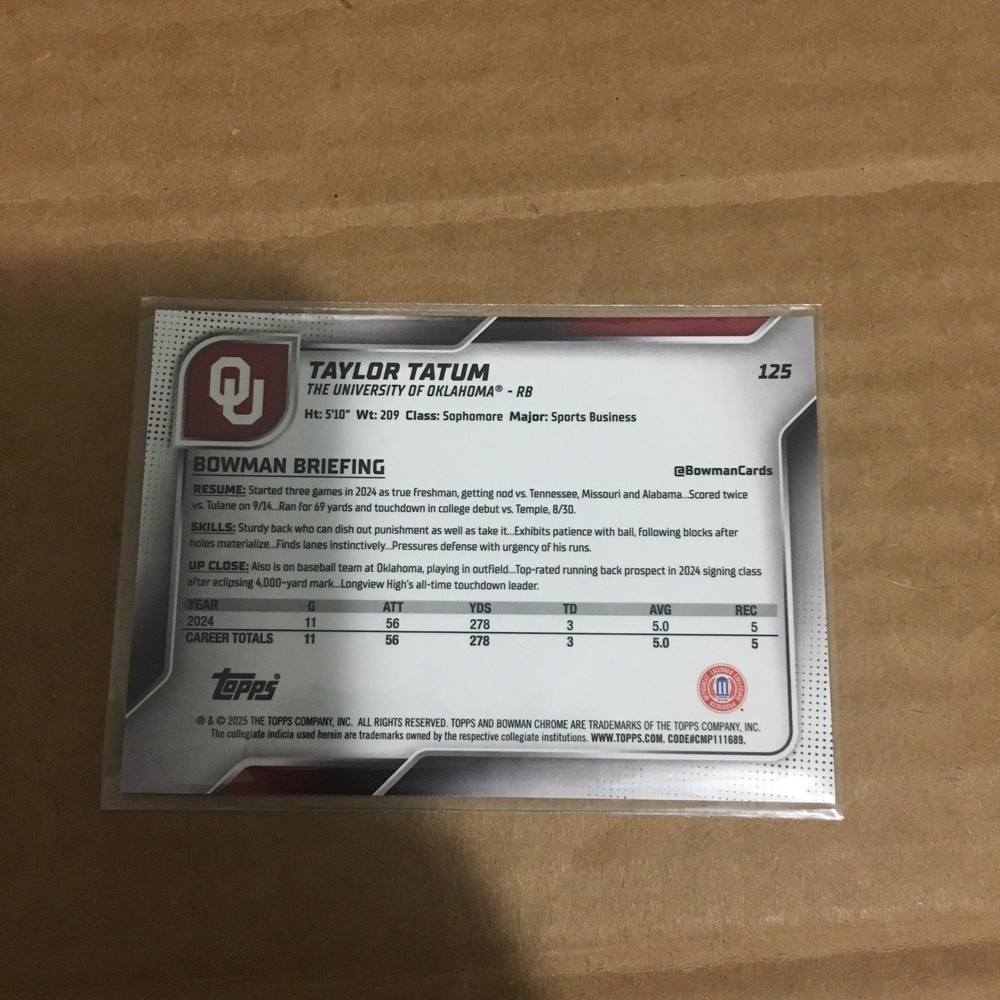 OU
TAYLOR TATUM
125
THE UNIVERSITY OF OKLAHOMA® - RB
Ht: 5'10" Wt: 209 Class: Sophomore Major: Sports Business
BOWMAN BRIEFING
@BowmanCards
RESUME: Started three games in 2024 as true freshman, getting nod vs. Tennessee, Missouri and Alabama...Scored twice
vs. Tulane on 9/14...Ran for 69 yards and touchdown in college debut vs. Temple, 8/30.
SKILLS: Sturdy back who can dish out punishment as well as take it...Exhibits patience with ball, following blocks after
holes materialize...Finds lanes instinctively...Pressures defense with urgency of his runs.
UP CLOSE: Also is on baseball team at Oklahoma, playing in outfield...Top-rated running back prospect in 2024 signing class
after eclipsing 4,000-yard mark...Longview High's all-time touchdown leader.
YEAR G ATT YDS TD AVG REC
2024 11 56 278 3 5.0 5
CAREER TOTALS 11 56 278 3 5.0 5
Topps
® & © 2025 THE TOPPS COMPANY, INC. ALL RIGHTS RESERVED. TOPPS AND BOWMAN CHROME ARE TRADEMARKS OF THE TOPPS COMPANY, INC.
The collegiate indicia used herein are trademarks owned by the respective collegiate institutions. WWW.TOPPS.COM. CODE#CMP111689.